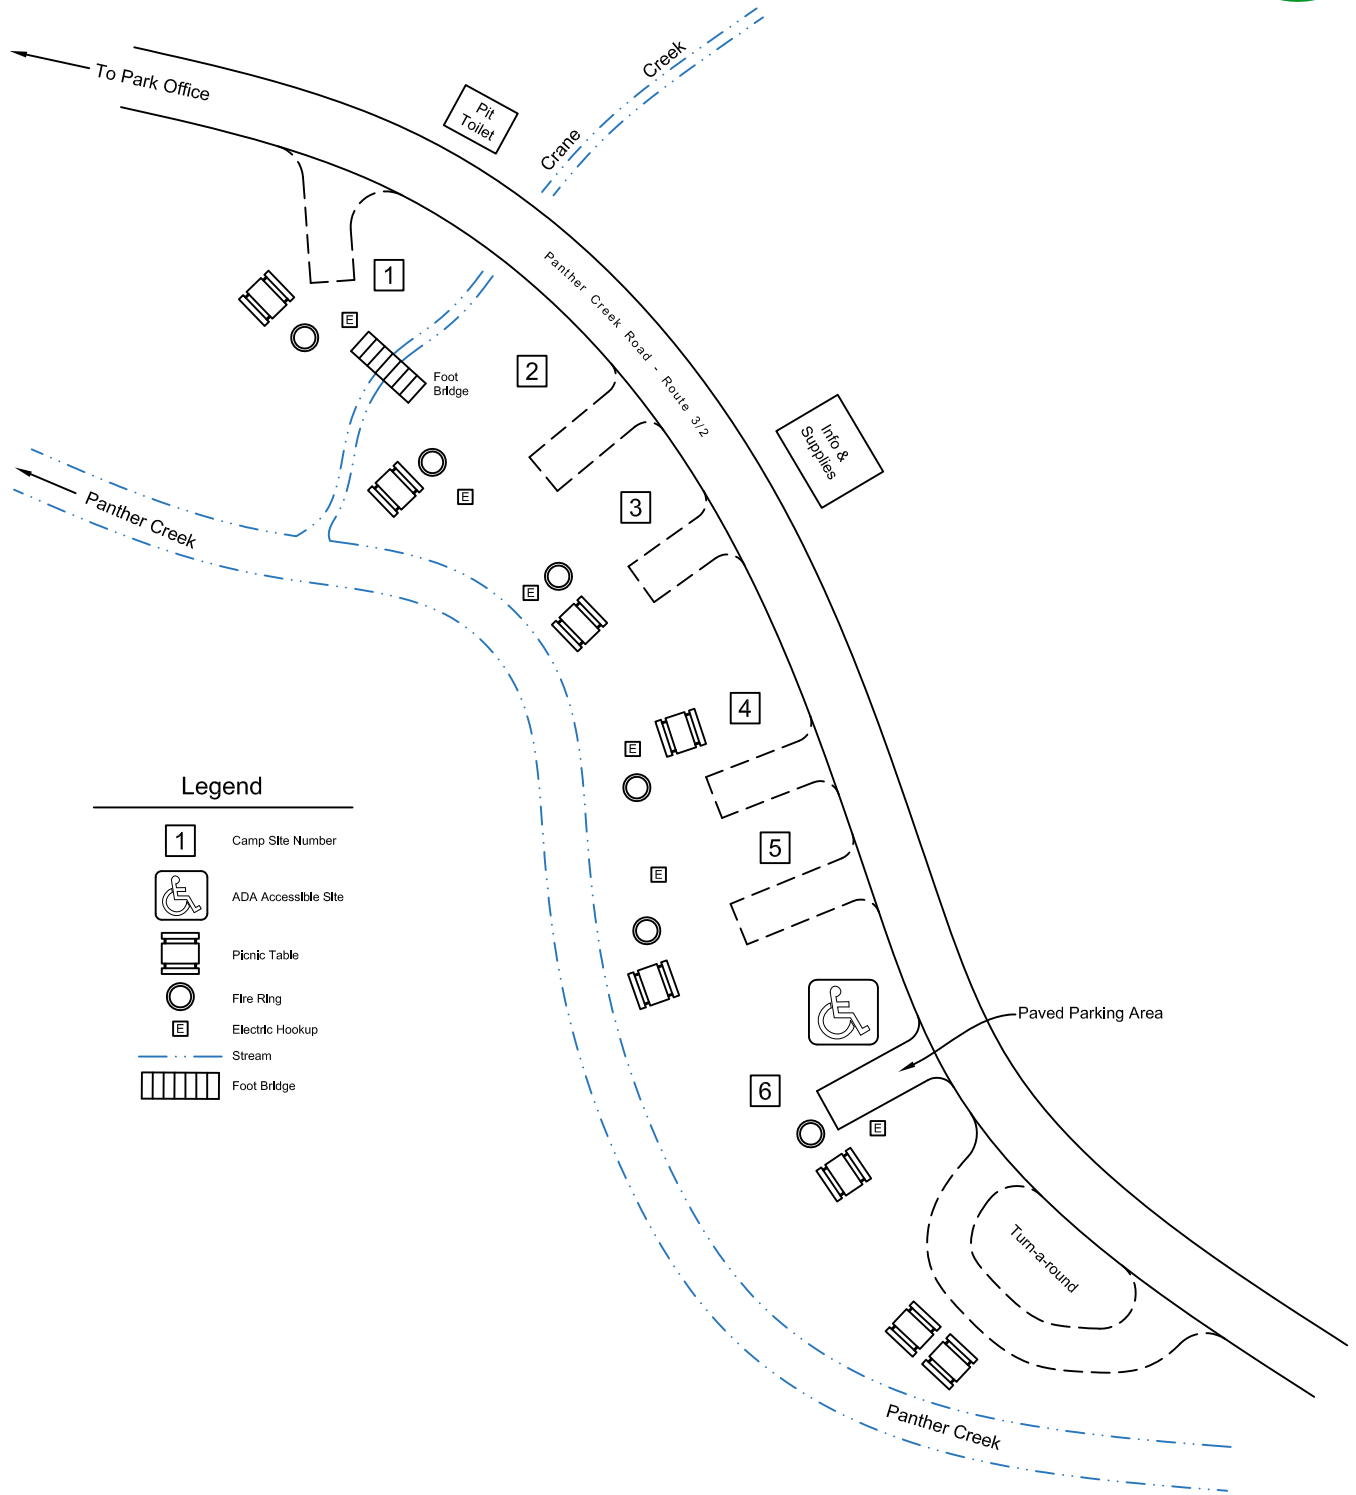 To Park Office
Pit
Toilet
Crane Creek
Panther Creek Road - Route 3/2
1
E
Foot
Bridge
2
Info &
Supplies
E
3
Panther Creek
E
4
E
5
E
Paved Parking Area
6
E
Turn-a-round
Panther Creek
Legend
1
Camp Site Number
ADA Accessible Site
Picnic Table
Fire Ring
E
Electric Hookup
Stream
Foot Bridge